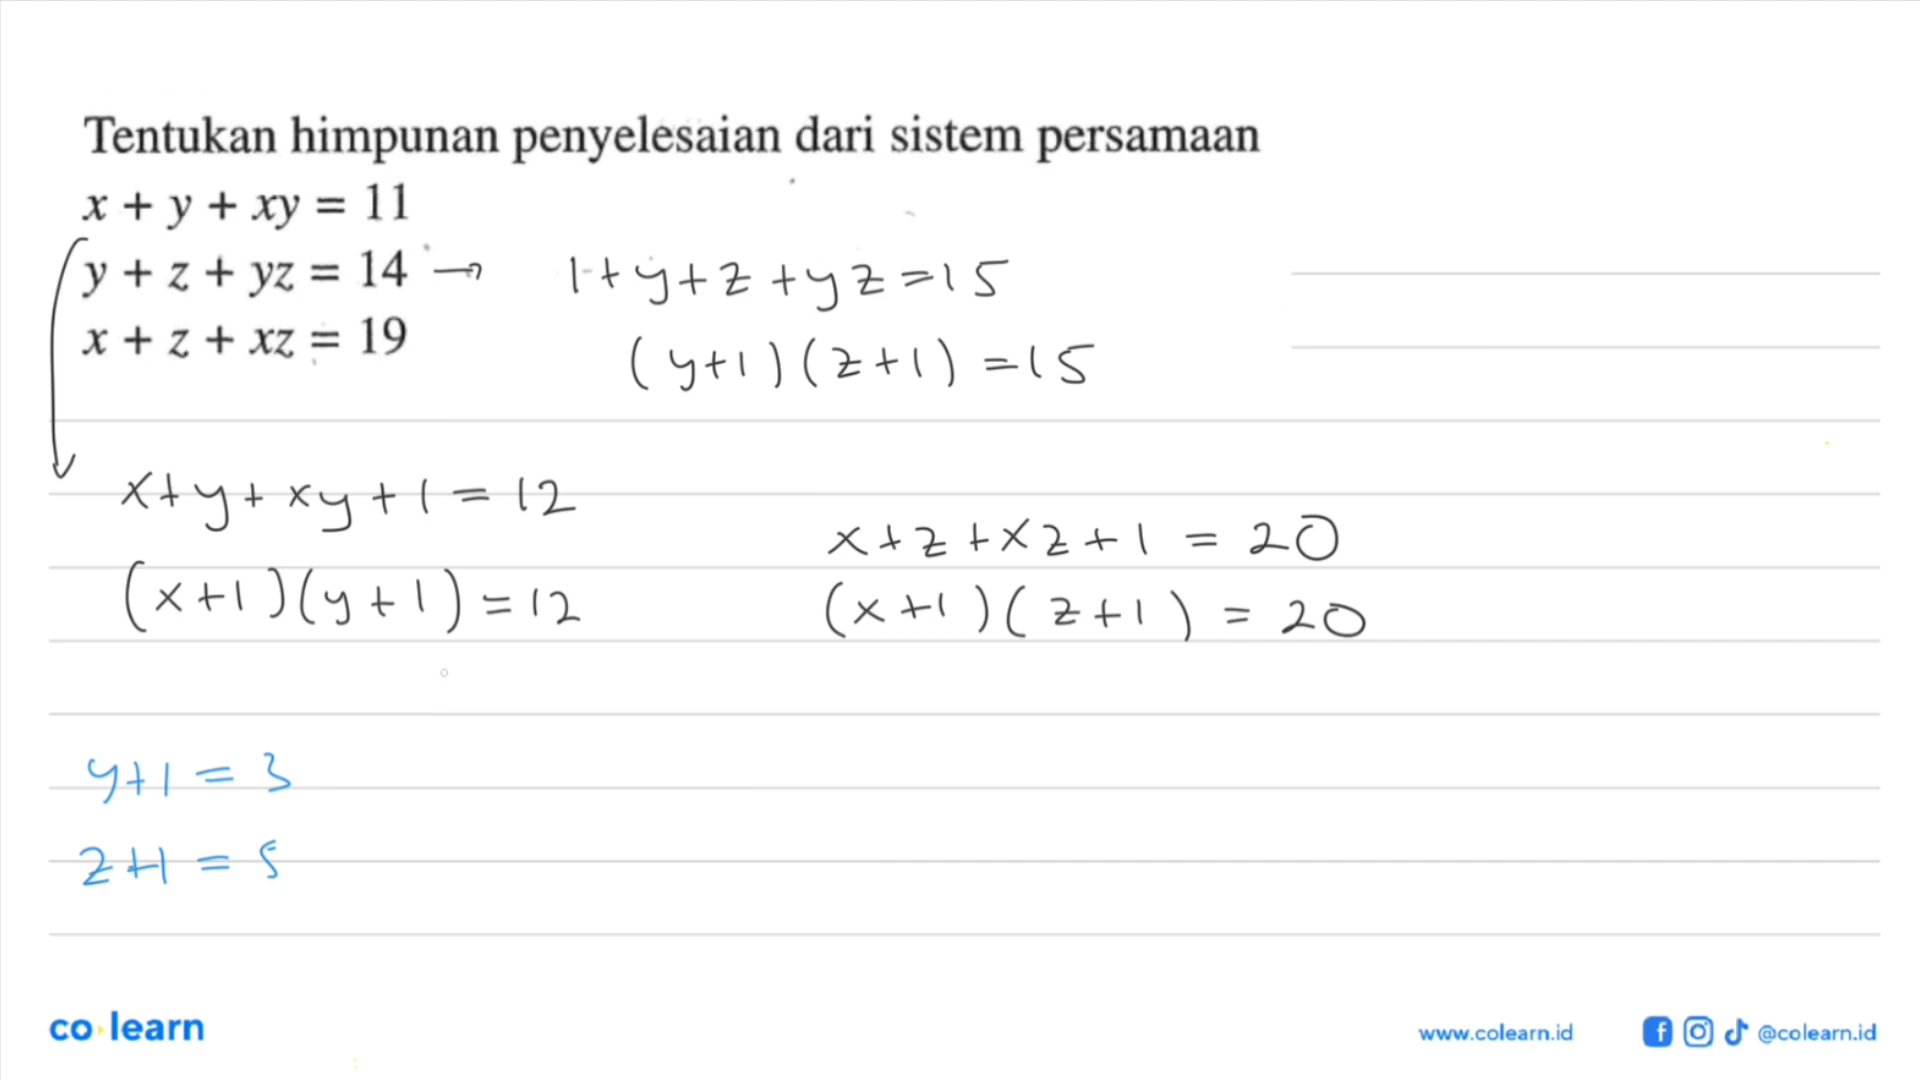 Tentukan himpunan penyelesaian dari sistem persamaan
x + y + xy = 11
y + z + yz = 14 → 1+y+z+yz=15
x + z + xz = 19
(y+1)(z+1)=15
x+y+xy+1=12
x+z+xz+1=20
(x+1)(y+1)=12
(x+1)(z+1)=20
y+1=3
z+1=5
co learn
www.colearn.id
@colearn.id